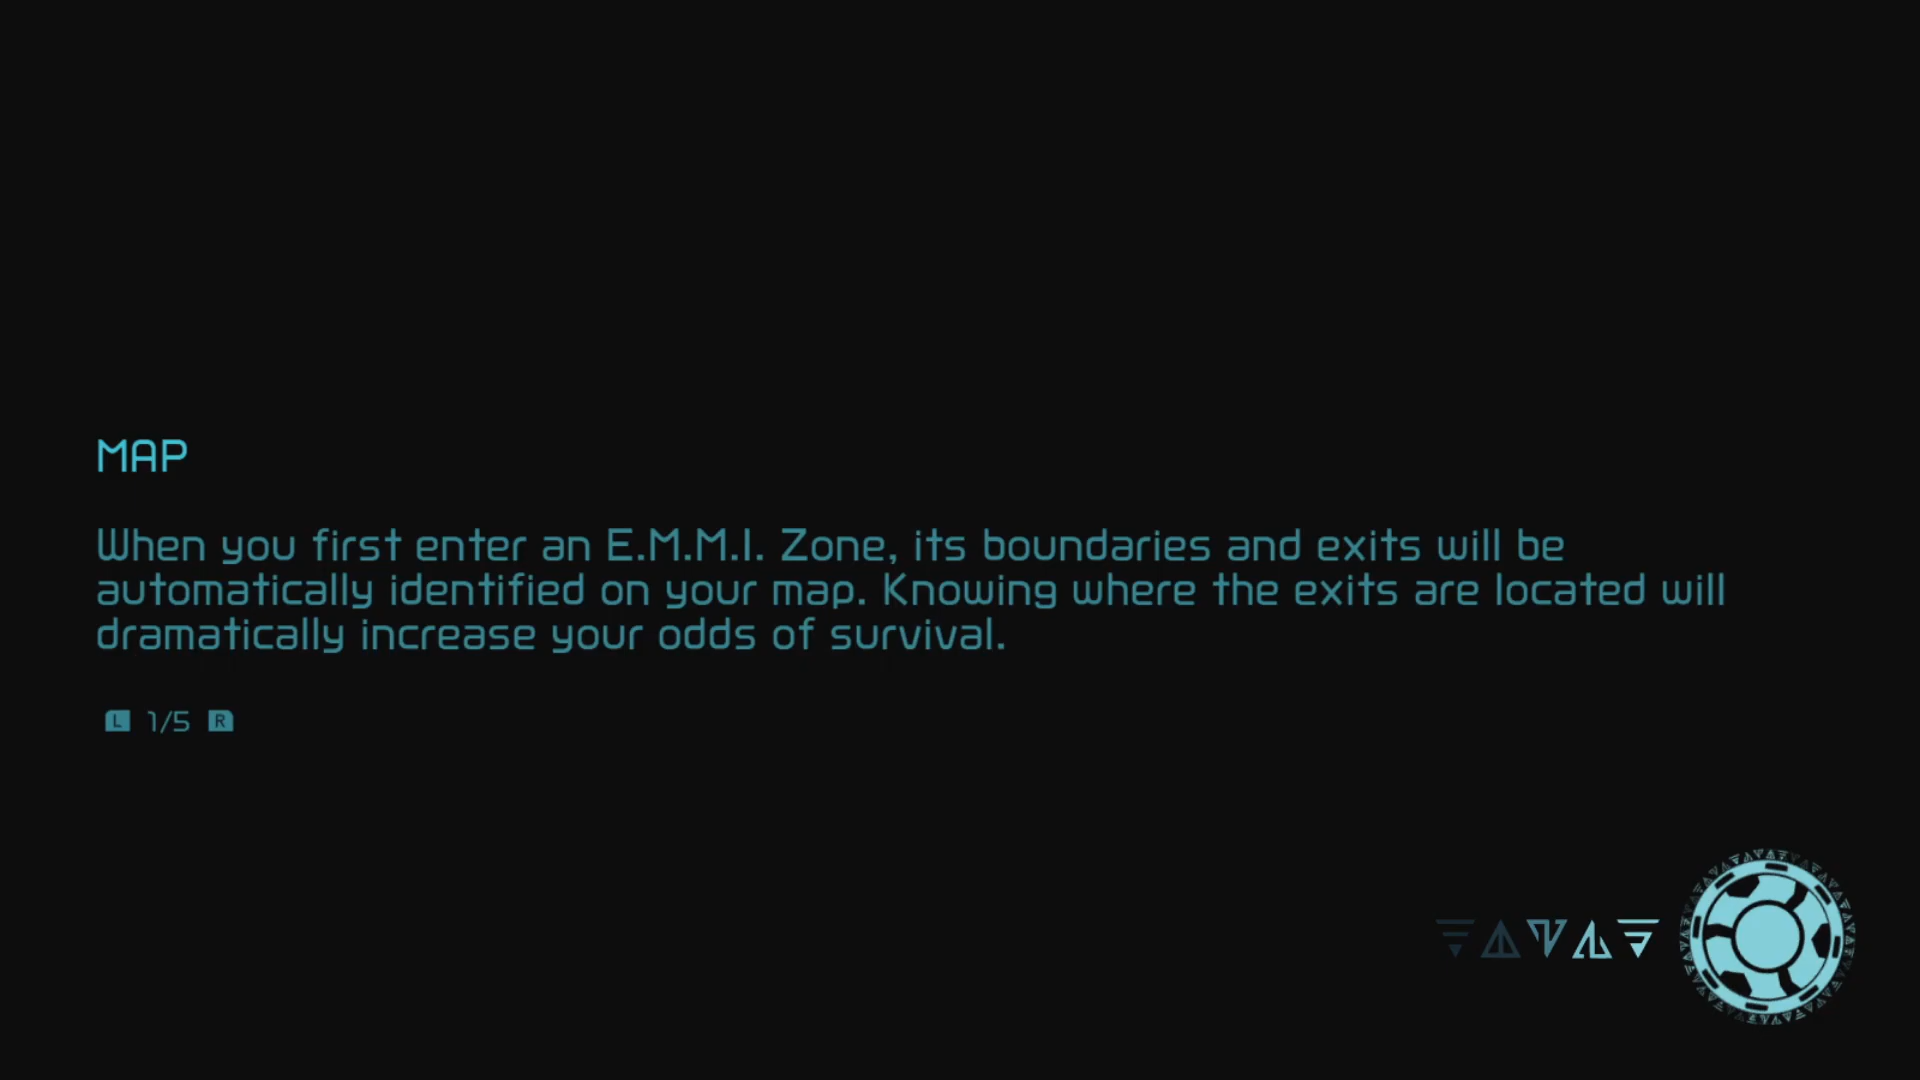 MAP
When you first enter an E.M.M.I. Zone, its boundaries and exits will be
automatically identified on your map. Knowing where the exits are located will
dramatically increase your odds of survival.
L 1/5 R